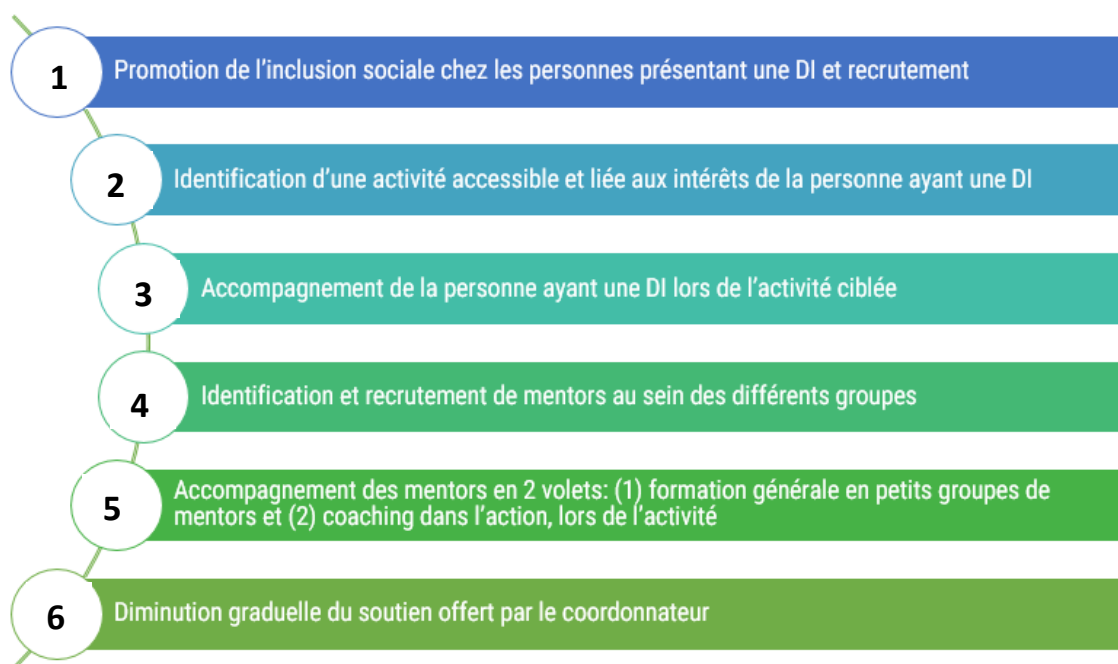 1
Promotion de l'inclusion sociale chez les personnes présentant une DI et recrutement
2
Identification d'une activité accessible et liée aux intérêts de la personne ayant une DI
3
Accompagnement de la personne ayant une DI lors de l'activité ciblée
4
Identification et recrutement de mentors au sein des différents groupes
5
Accompagnement des mentors en 2 volets: (1) formation générale en petits groupes de
mentors et (2) coaching dans l'action, lors de l'activité
6
Diminution graduelle du soutien offert par le coordonnateur